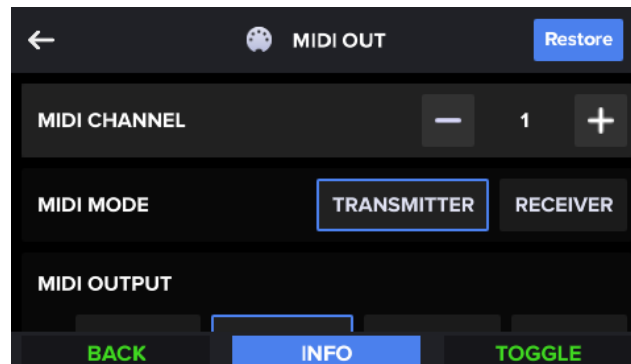 MIDI OUT Restore
MIDI CHANNEL 1
MIDI MODE TRANSMITTER RECEIVER
MIDI OUTPUT
BACK INFO TOGGLE